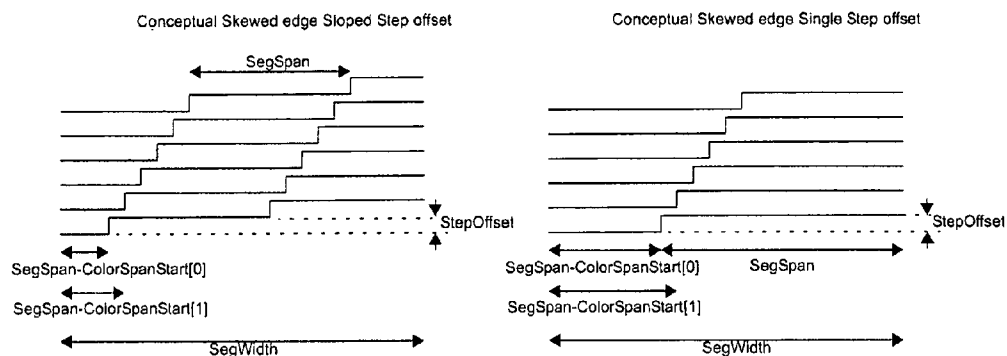 Conceptual Skewed edge Sloped Step offset
SegSpan
StepOffset
SegSpan-ColorSpanStart[0]
SegSpan-ColorSpanStart[1]
SegWidth
Conceptual Skewed edge Single Step offset
StepOffset
SegSpan-ColorSpanStart[0]
SegSpan
SegSpan-ColorSpanStart[1]
SegWidth